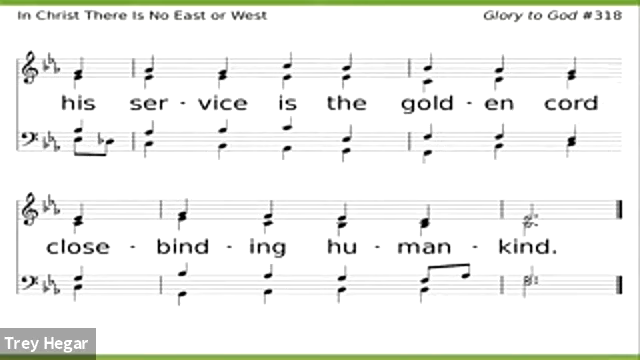 In Christ There Is No East or West Glory to God #318
his ser - vice is the gold - en cord
close - bind - ing hu - man - kind.
Trey Hegar